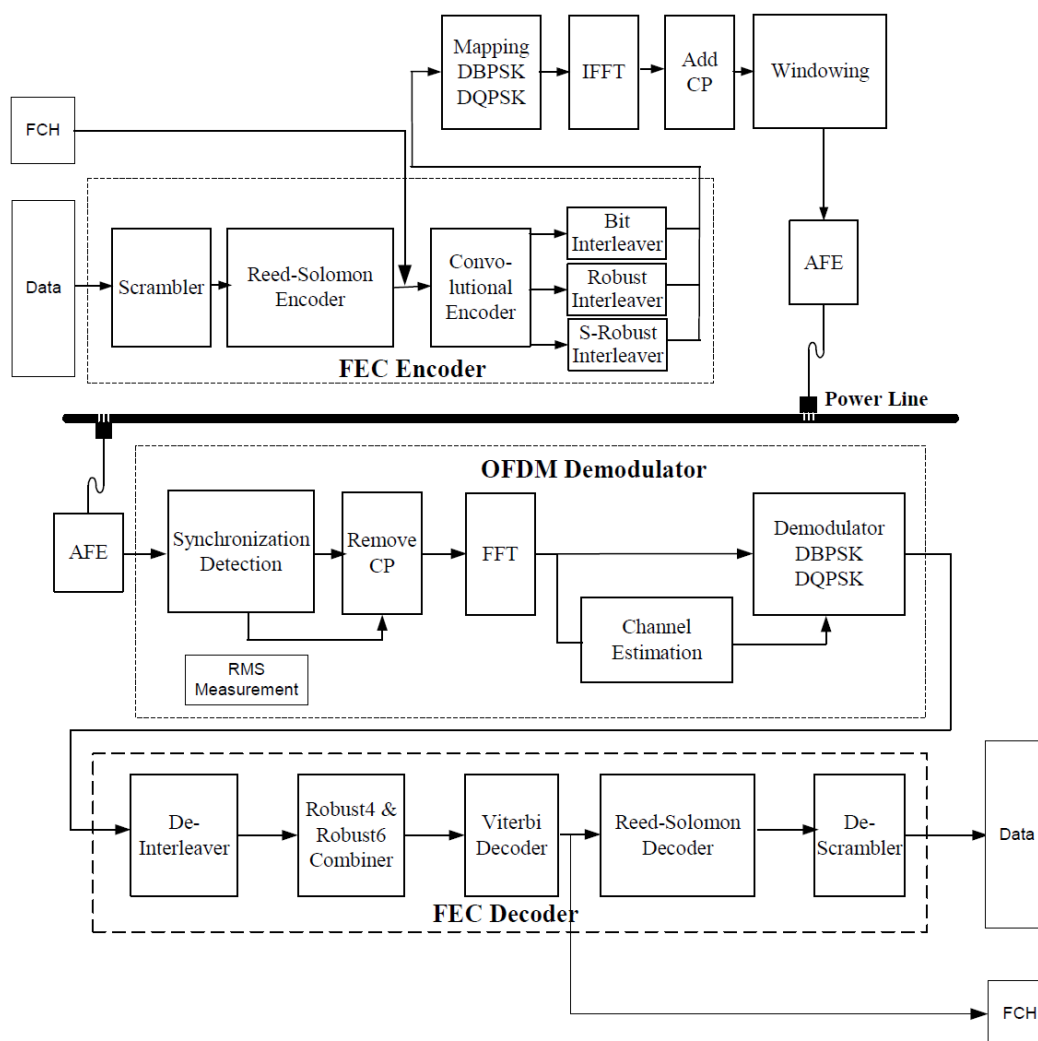 Mapping
DBPSK
DQPSK
IFFT
Add
CP
Windowing
FCH
Data
Scrambler
Reed-Solomon
Encoder
Convo-
lutional
Encoder
Bit
Interleaver
Robust
Interleaver
S-Robust
Interleaver
FEC Encoder
AFE
Power Line
OFDM Demodulator
AFE
Synchronization
Detection
Remove
CP
FFT
Demodulator
DBPSK
DQPSK
Channel
Estimation
RMS
Measurement
De-
Interleaver
Robust4 &
Robust6
Combiner
Viterbi
Decoder
Reed-Solomon
Decoder
De-
Scrambler
Data
FEC Decoder
FCH